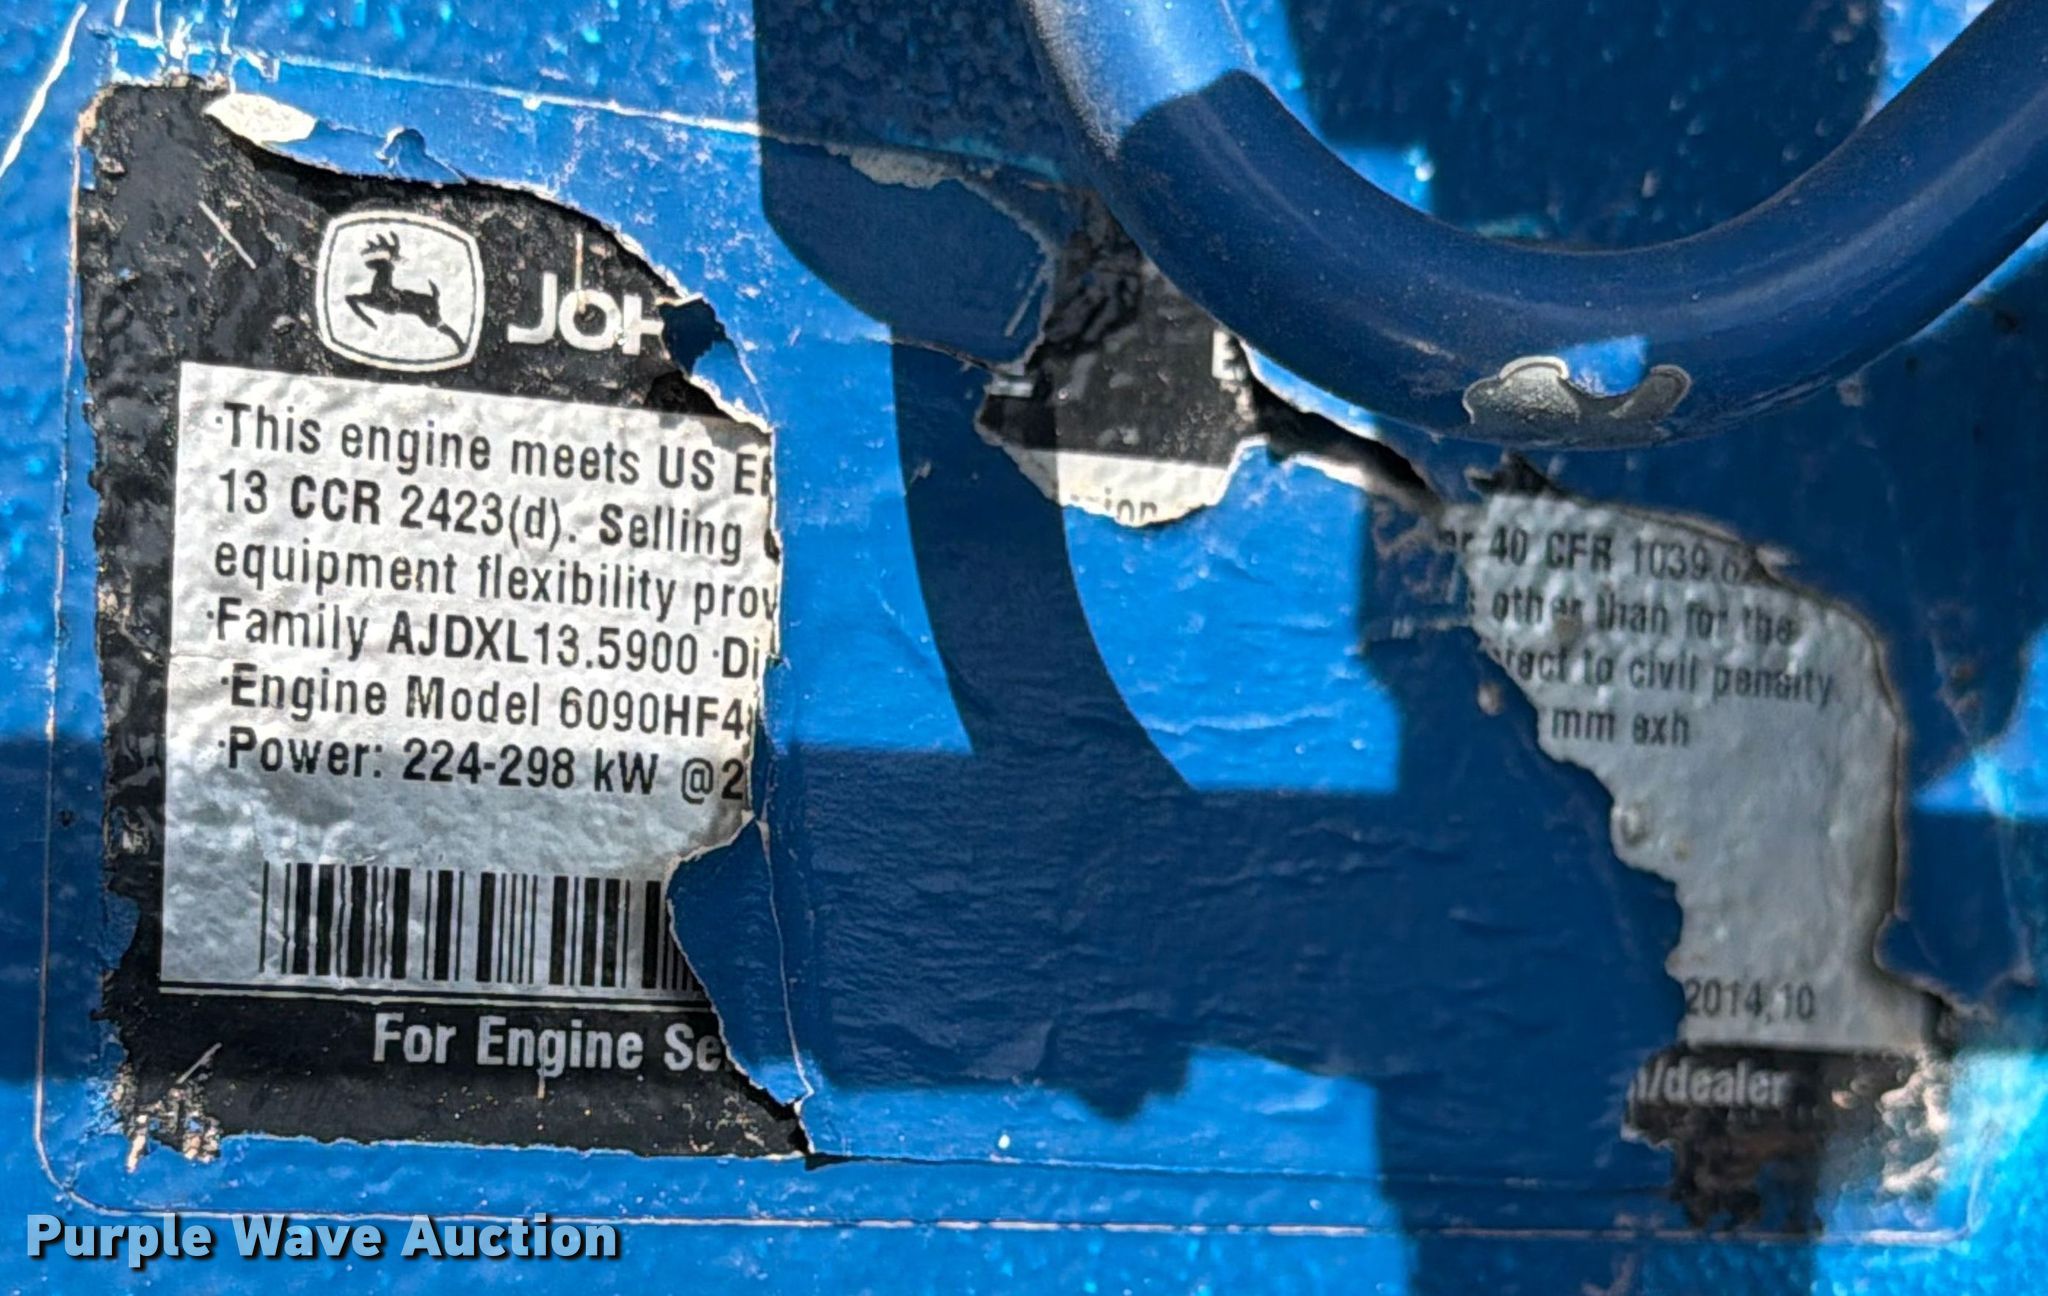 JOH
·This engine meets US E
13 CCR 2423(d). Selling
equipment flexibility prov
·Family AJDXL13.5900 ·Di
·Engine Model 6090HF4
·Power: 224-298 kW @2
For Engine Se
40 CFR 1039.6
other than for the
to civil penalty.
mm exh
2014,10
/dealer
Purple Wave Auction